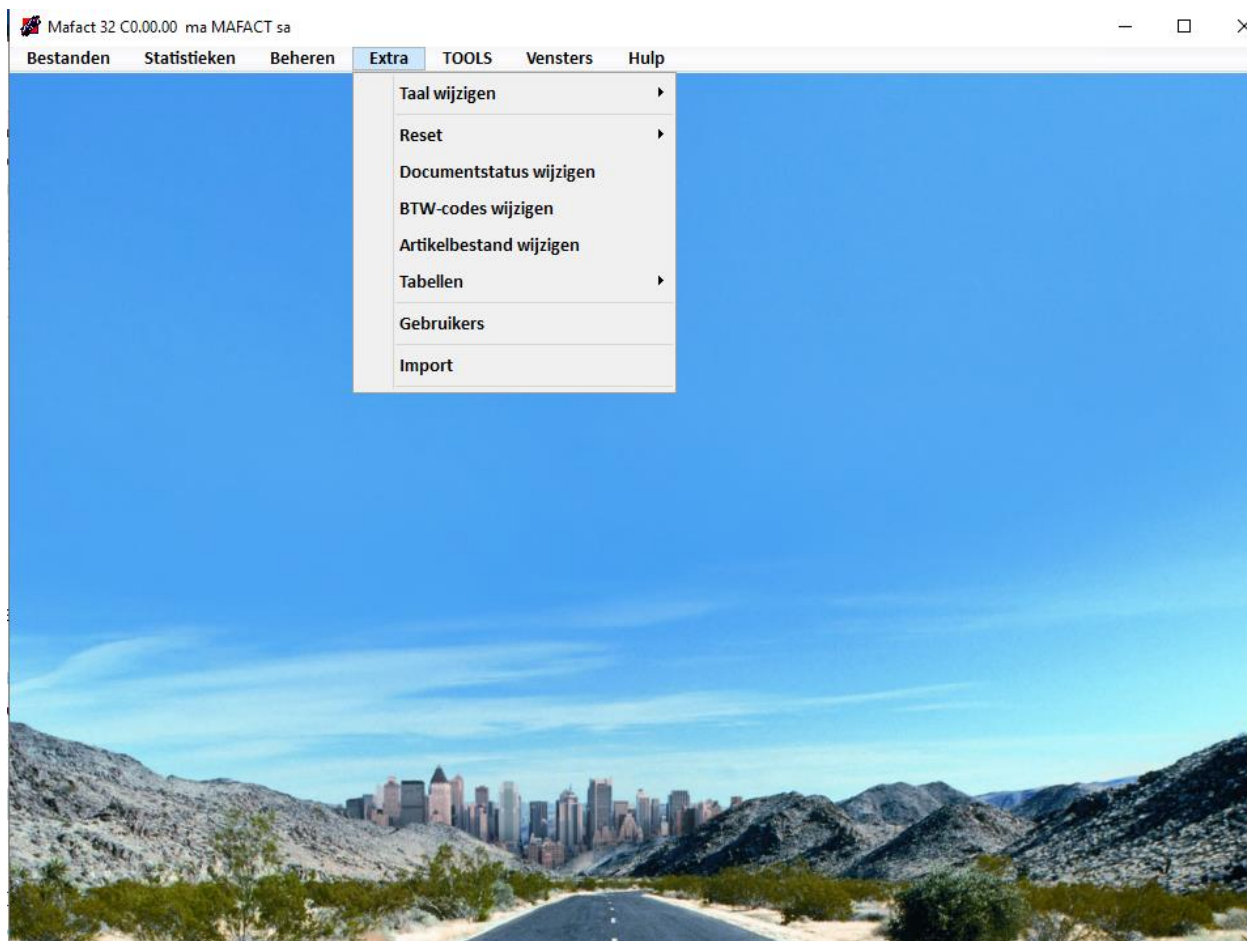 Mafact 32 C0.00.00 ma MAFACT sa
Bestanden Statistieken Beheren Extra TOOLS Vensters Hulp
Taal wijzigen
Reset
Documentstatus wijzigen
BTW-codes wijzigen
Artikelbestand wijzigen
Tabellen
Gebruikers
Import